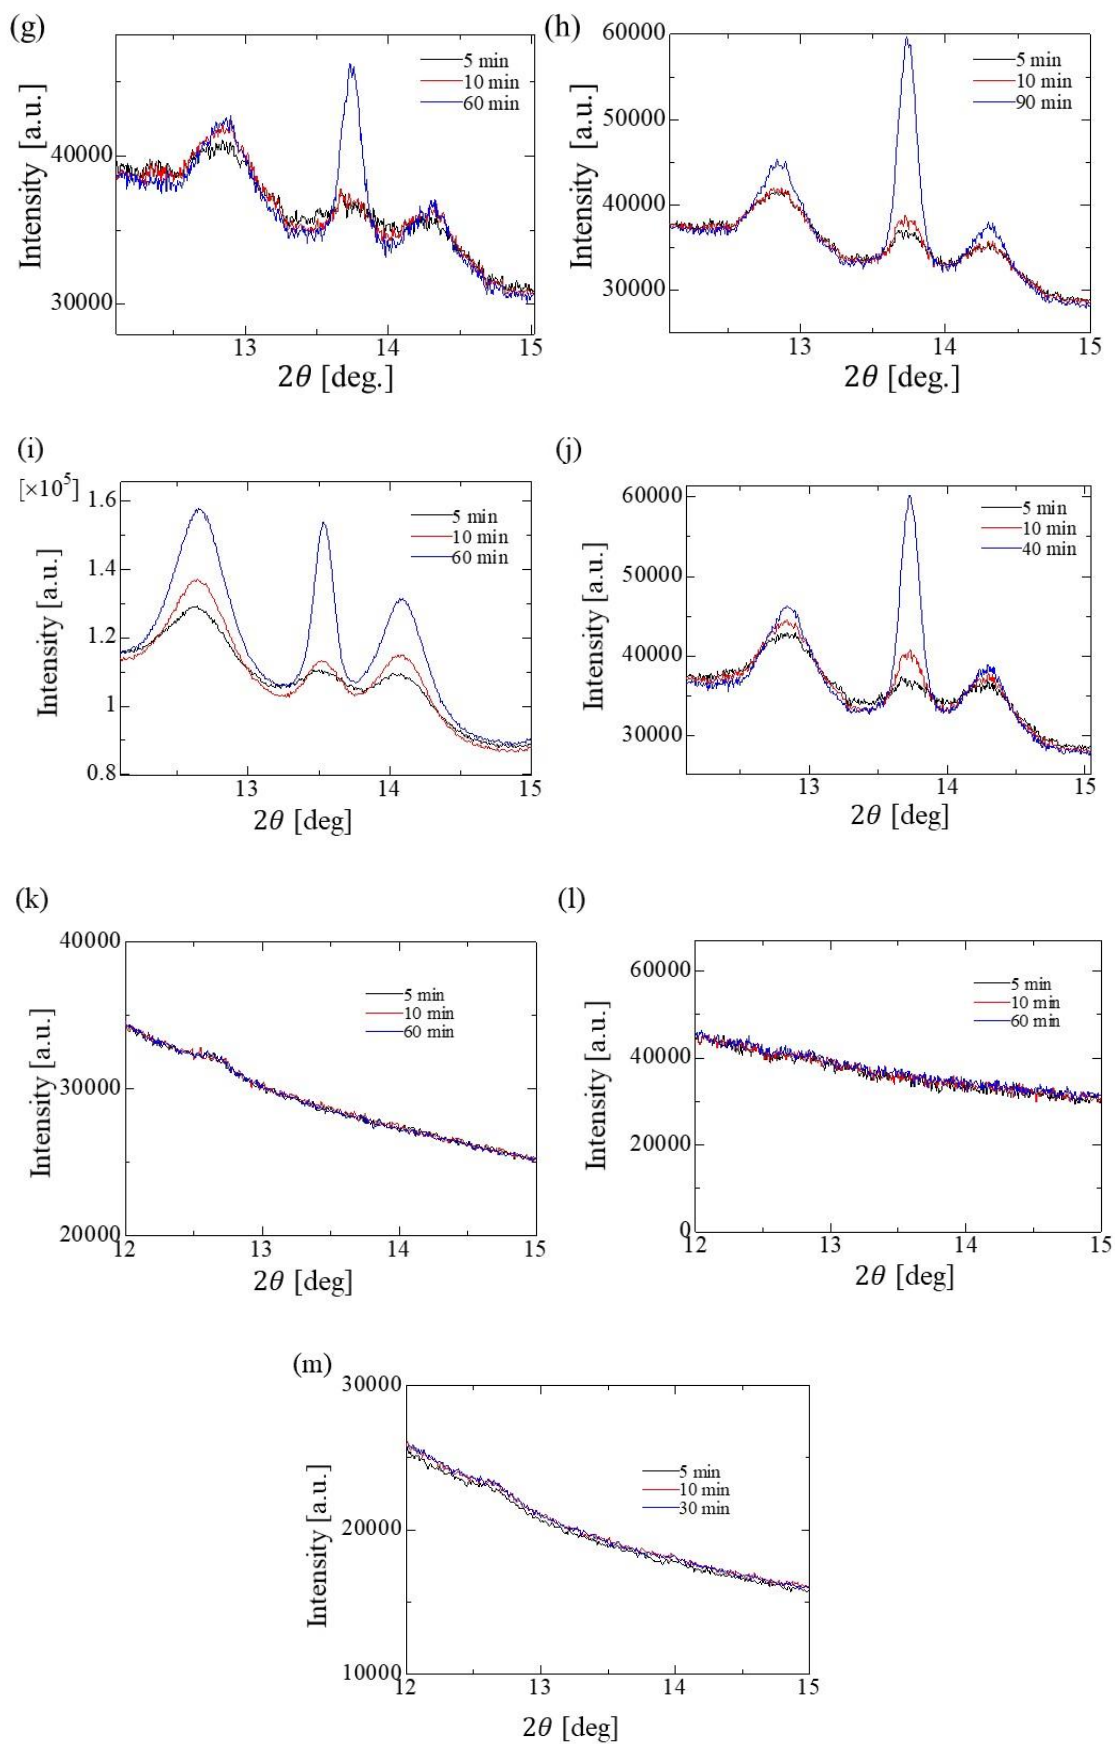 (g)
5 min
10 min
60 min
Intensity [a.u.]
40000
30000
13 14 15
2θ [deg.]
(h)
60000
5 min
10 min
90 min
50000
Intensity [a.u.]
40000
30000
13 14 15
2θ [deg.]
(i)
[×10⁵]
1.6
5 min
10 min
60 min
1.4
Intensity [a.u.]
1.2
1
0.8
13 14 15
2θ [deg]
(j)
60000
5 min
10 min
40 min
50000
Intensity [a.u.]
40000
30000
13 14 15
2θ [deg]
(k)
40000
5 min
10 min
60 min
Intensity [a.u.]
30000
20000
12 13 14 15
2θ [deg]
(l)
60000
5 min
10 min
60 min
Intensity [a.u.]
40000
20000
0
12 13 14 15
2θ [deg]
(m)
30000
5 min
10 min
30 min
Intensity [a.u.]
20000
10000
12 13 14 15
2θ [deg]